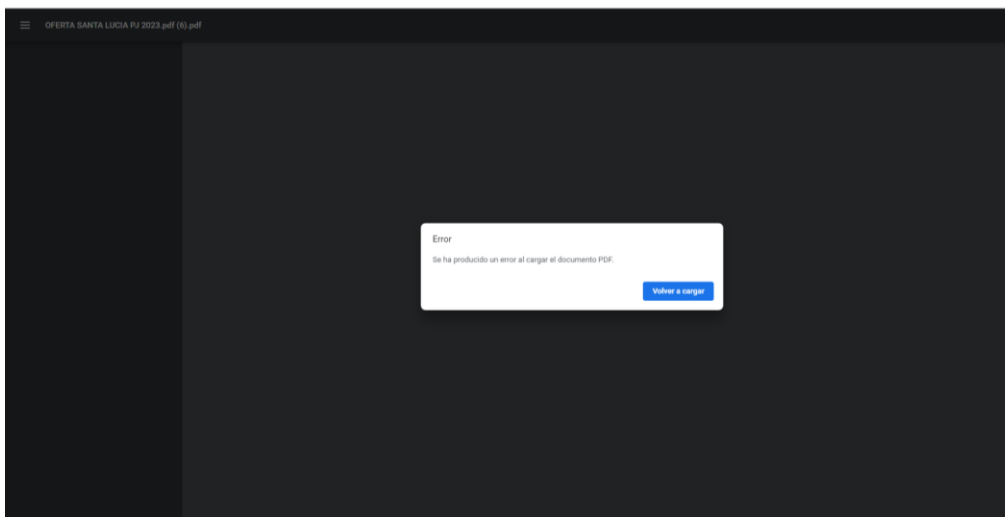 OFERTA SANTA LUCIA PJ 2023.pdf (6).pdf
Error
Se ha producido un error al cargar el documento PDF.
Volver a cargar